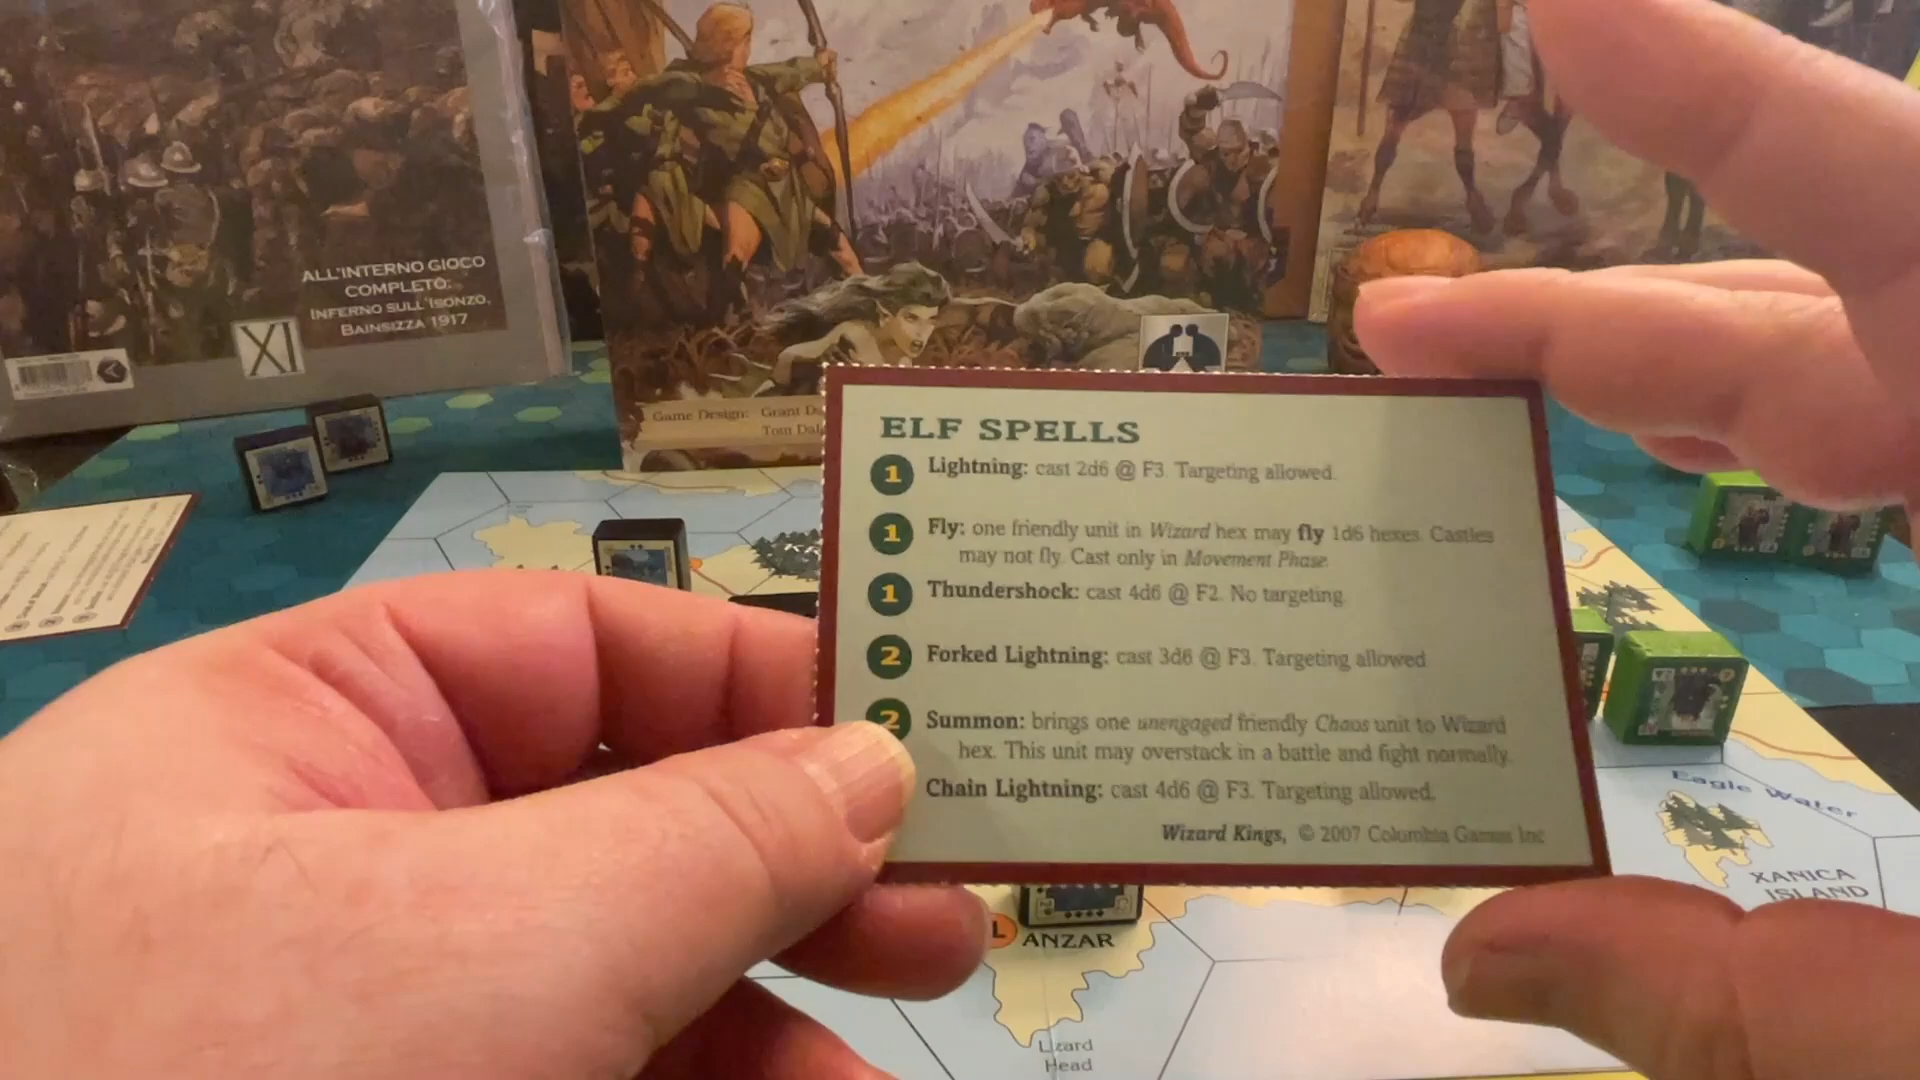 ALL'INTERNO GIOCO
COMPLETO:
INFERNO SULL'ISONZO,
BAINSIZZA 1917
XI
Game Design: Grant
Tom
ELF SPELLS
1 Lightning: cast 2d6 @ F3. Targeting allowed.
1 Fly: one friendly unit in Wizard hex may fly 1d6 hexes. Castles
may not fly. Cast only in Movement Phase.
1 Thundershock: cast 4d6 @ F2. No targeting.
2 Forked Lightning: cast 3d6 @ F3. Targeting allowed
2 Summon: brings one unengaged friendly Chaos unit to Wizard
hex. This unit may overstack in a battle and fight normally.
Chain Lightning: cast 4d6 @ F3. Targeting allowed.
Wizard Kings, © 2007 Columbia Games Inc
Eagle Water
XANICA
ISLAND
L ANZAR
Lizard
Head